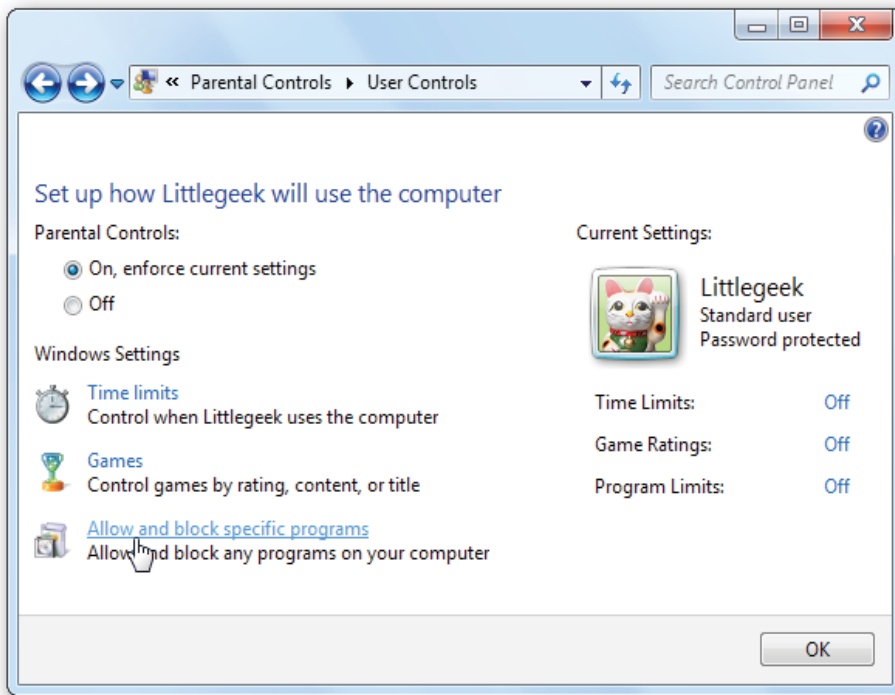 « Parental Controls ▸ User Controls
Search Control Panel
Set up how Littlegeek will use the computer
Parental Controls:
On, enforce current settings
Off
Windows Settings
Time limits
Control when Littlegeek uses the computer
Games
Control games by rating, content, or title
Allow and block specific programs
Allow and block any programs on your computer
Current Settings:
Littlegeek
Standard user
Password protected
Time Limits: Off
Game Ratings: Off
Program Limits: Off
OK